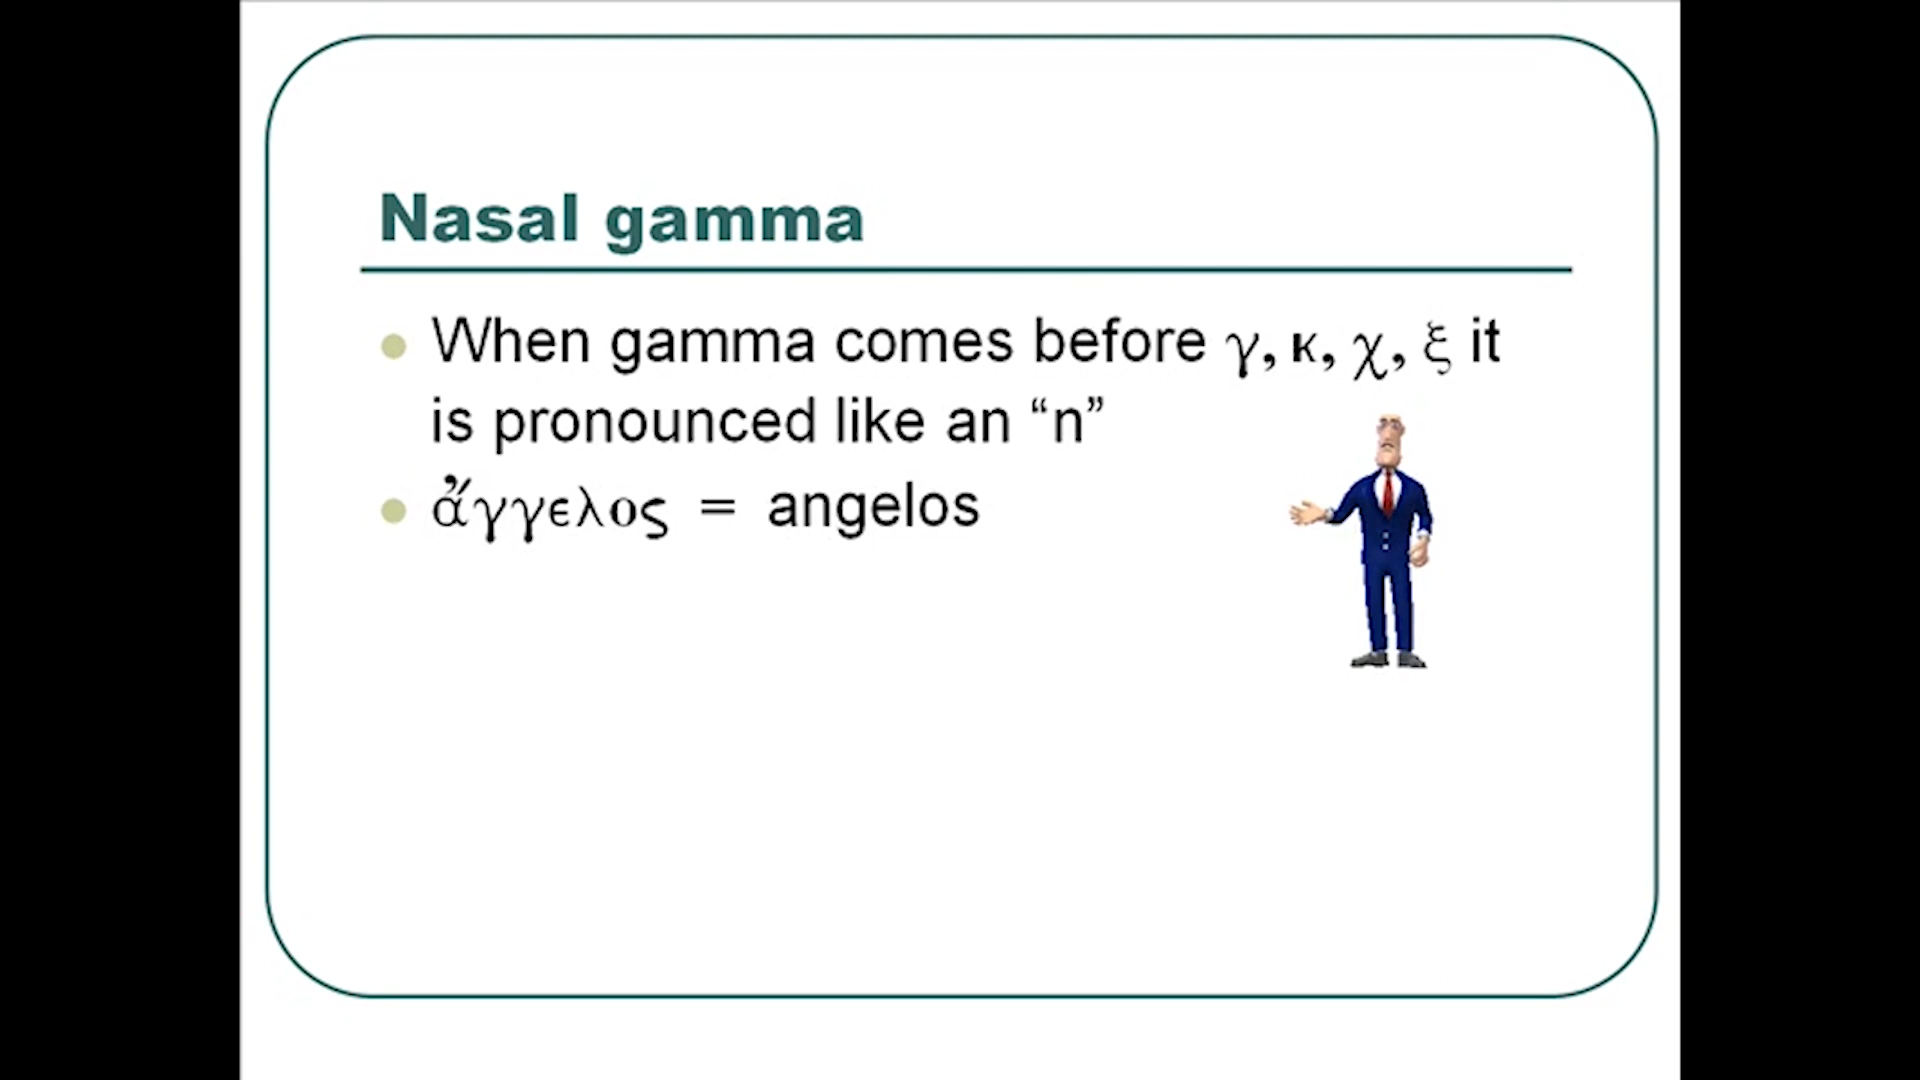 Nasal gamma
When gamma comes before γ, κ, χ, ξ it
is pronounced like an “n”
ἄγγελος = angelos